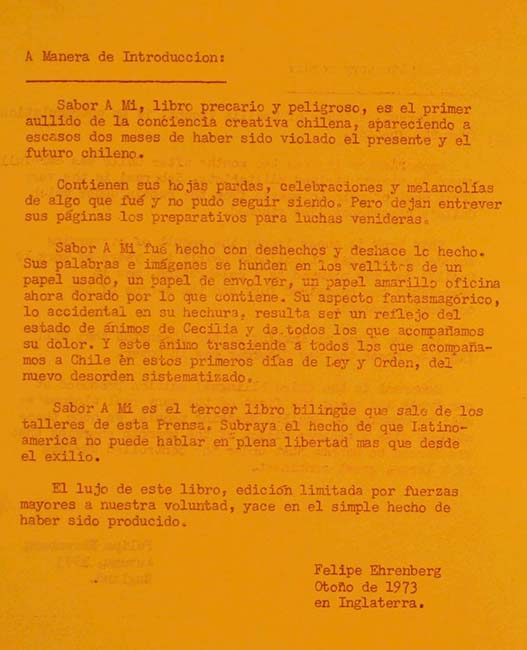 A Manera de Introduccion:
Sabor A Mi, libro precario y peligroso, es el primer
aullido de la conciencia creativa chilena, apareciendo a
escasos dos meses de haber sido violado el presente y el
futuro chileno.
Contienen sus hojas pardas, celebraciones y melancolías
de algo que fué y no pudo seguir siendo. Pero dejan entrever
sus páginas los preparativos para luchas venideras.
Sabor A Mi fué hecho con deshechos y deshace lo hecho.
Sus palabras e imágenes se hunden en los vellitos de un
papel usado, un papel de envolver, un papel amarillo oficina
ahora dorado por lo que contiene. Su aspecto fantasmagórico,
lo accidental en su hechura, resulta ser un reflejo del
estado de ánimos de Cecilia y de todos los que acompañamos
su dolor. Y este ánimo trasciende a todos los que acompaña-
mos a Chile en estos primeros días de Ley y Orden, del
nuevo desorden sistematizado.
Sabor A Mi es el tercer libro bilingüe que sale de los
talleres de esta Prensa. Subraya el hecho de que Latino-
america no puede hablar en plena libertad mas que desde
el exilio.
El lujo de este libro, edición limitada por fuerzas
mayores a nuestra voluntad, yace en el simple hecho de
haber sido producido.
Felipe Ehrenberg
Otoño de 1973
en Inglaterra.